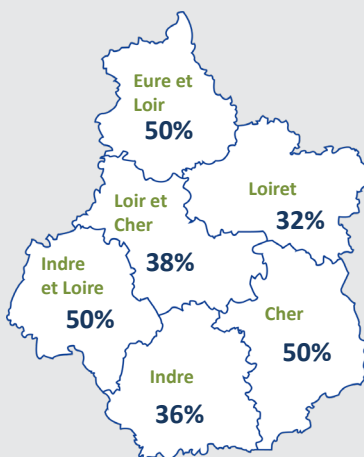 Eure et
Loir
50%
Loiret
32%
Loir et
Cher
38%
Indre
et Loire
50%
Cher
50%
Indre
36%